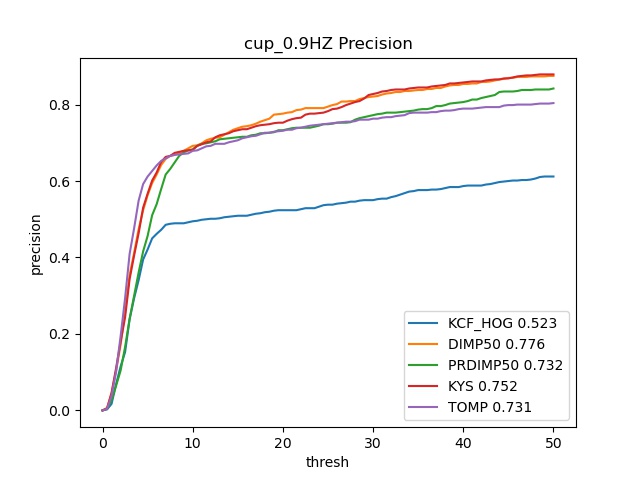 cup_0.9HZ Precision
precision
0.8
0.6
0.4
0.2
0.0
KCF_HOG 0.523
DIMP50 0.776
PRDIMP50 0.732
KYS 0.752
TOMP 0.731
0 10 20 30 40 50
thresh